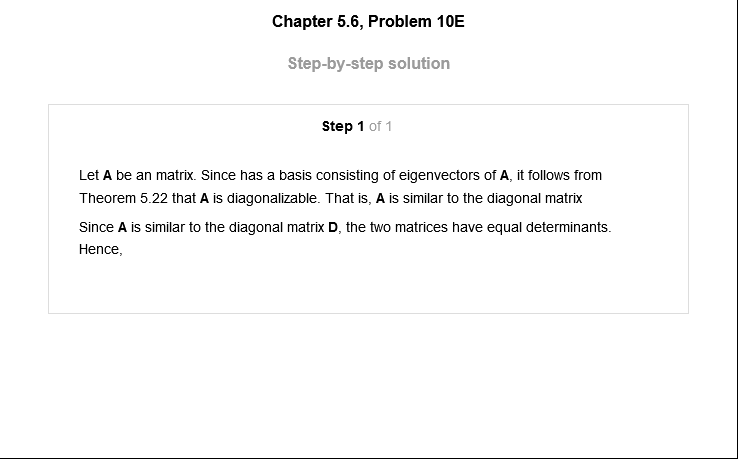 Chapter 5.6, Problem 10E
Step-by-step solution
Step 1 of 1
Let A be an matrix. Since has a basis consisting of eigenvectors of A, it follows from
Theorem 5.22 that A is diagonalizable. That is, A is similar to the diagonal matrix
Since A is similar to the diagonal matrix D, the two matrices have equal determinants.
Hence,